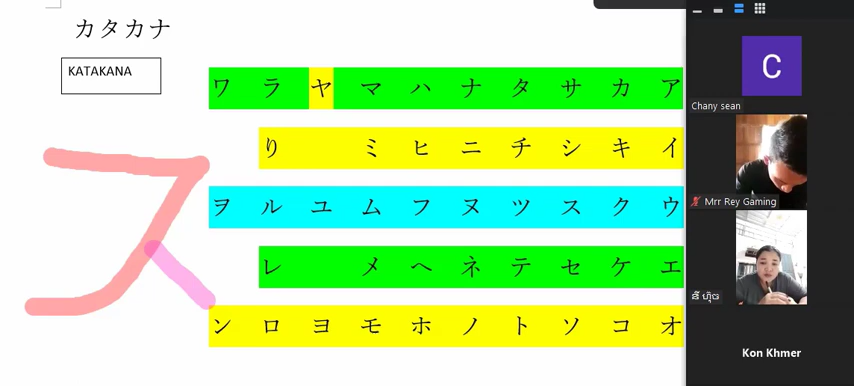 カタカナ
KATAKANA
ワ ラ ヤ マ ハ ナ タ サ カ ア
り ミ ヒ ニ チ シ キ イ
ヲ ル ユ ム フ ヌ ツ ス ク ウ
レ メ ヘ ネ テ セ ケ エ
ン ロ ヨ モ ホ ノ ト ソ コ オ
ス
C
Chany sean
Mrr Rey Gaming
Kon Khmer